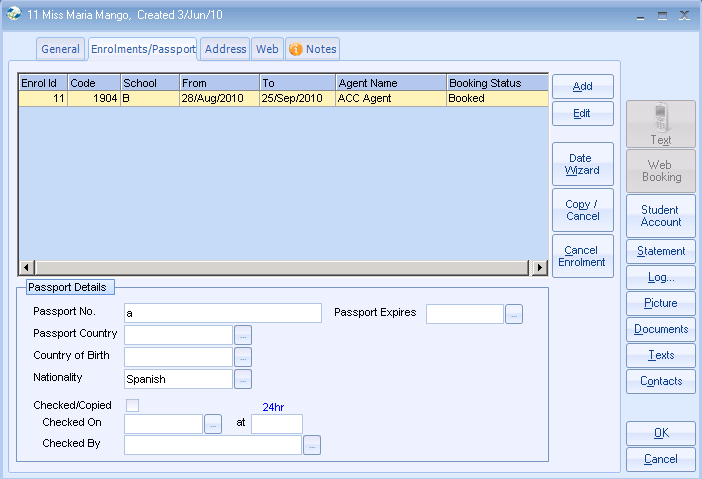 11 Miss Maria Mango, Created 3/Jun/10
General Enrolments/Passport Address Web Notes
Enrol Id Code School From To Agent Name Booking Status
11 1904 B 28/Aug/2010 25/Sep/2010 ACC Agent Booked
Add
Edit
Date
Wizard
Copy /
Cancel
Cancel
Enrolment
Text
Web
Booking
Student
Account
Statement
Log...
Picture
Documents
Texts
Contacts
OK
Cancel
Passport Details
Passport No. a Passport Expires ...
Passport Country ...
Country of Birth ...
Nationality Spanish ...
Checked/Copied 24hr
Checked On ... at
Checked By ...